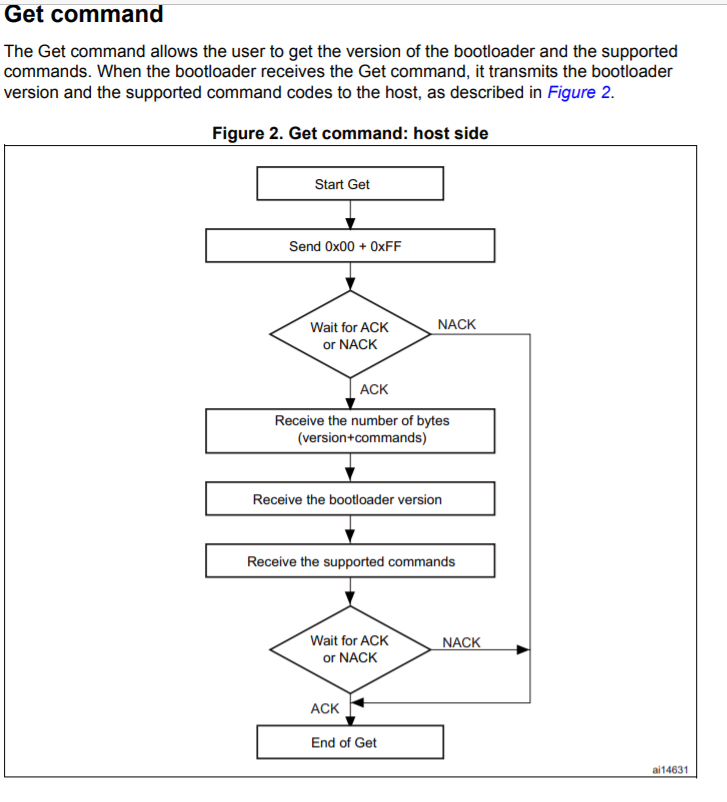 Get command
The Get command allows the user to get the version of the bootloader and the supported
commands. When the bootloader receives the Get command, it transmits the bootloader
version and the supported command codes to the host, as described in Figure 2.
Figure 2. Get command: host side
Start Get
Send 0x00 + 0xFF
Wait for ACK
or NACK
NACK
ACK
Receive the number of bytes
(version+commands)
Receive the bootloader version
Receive the supported commands
Wait for ACK
or NACK
NACK
ACK
End of Get
ai14631